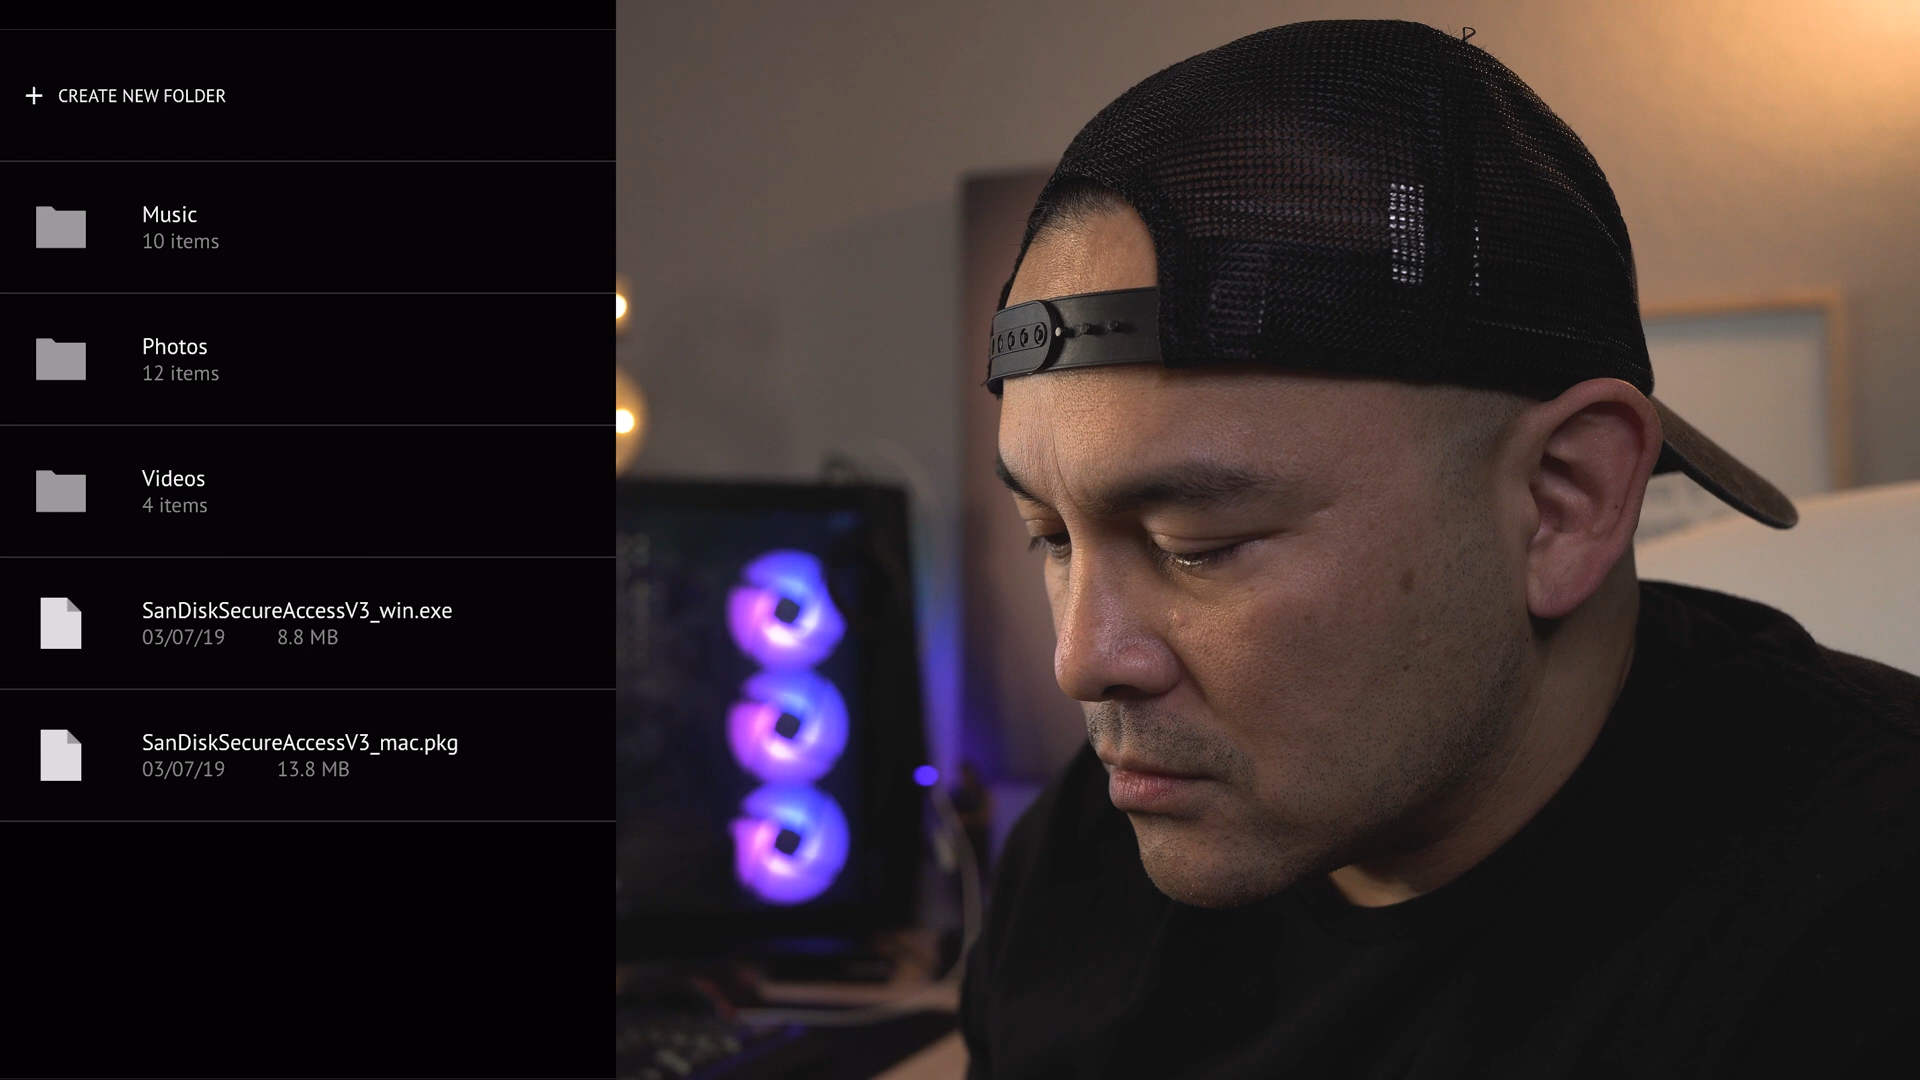 CREATE NEW FOLDER
Music
10 items
Photos
12 items
Videos
4 items
SanDiskSecureAccessV3_win.exe
03/07/19 8.8 MB
SanDiskSecureAccessV3_mac.pkg
03/07/19 13.8 MB